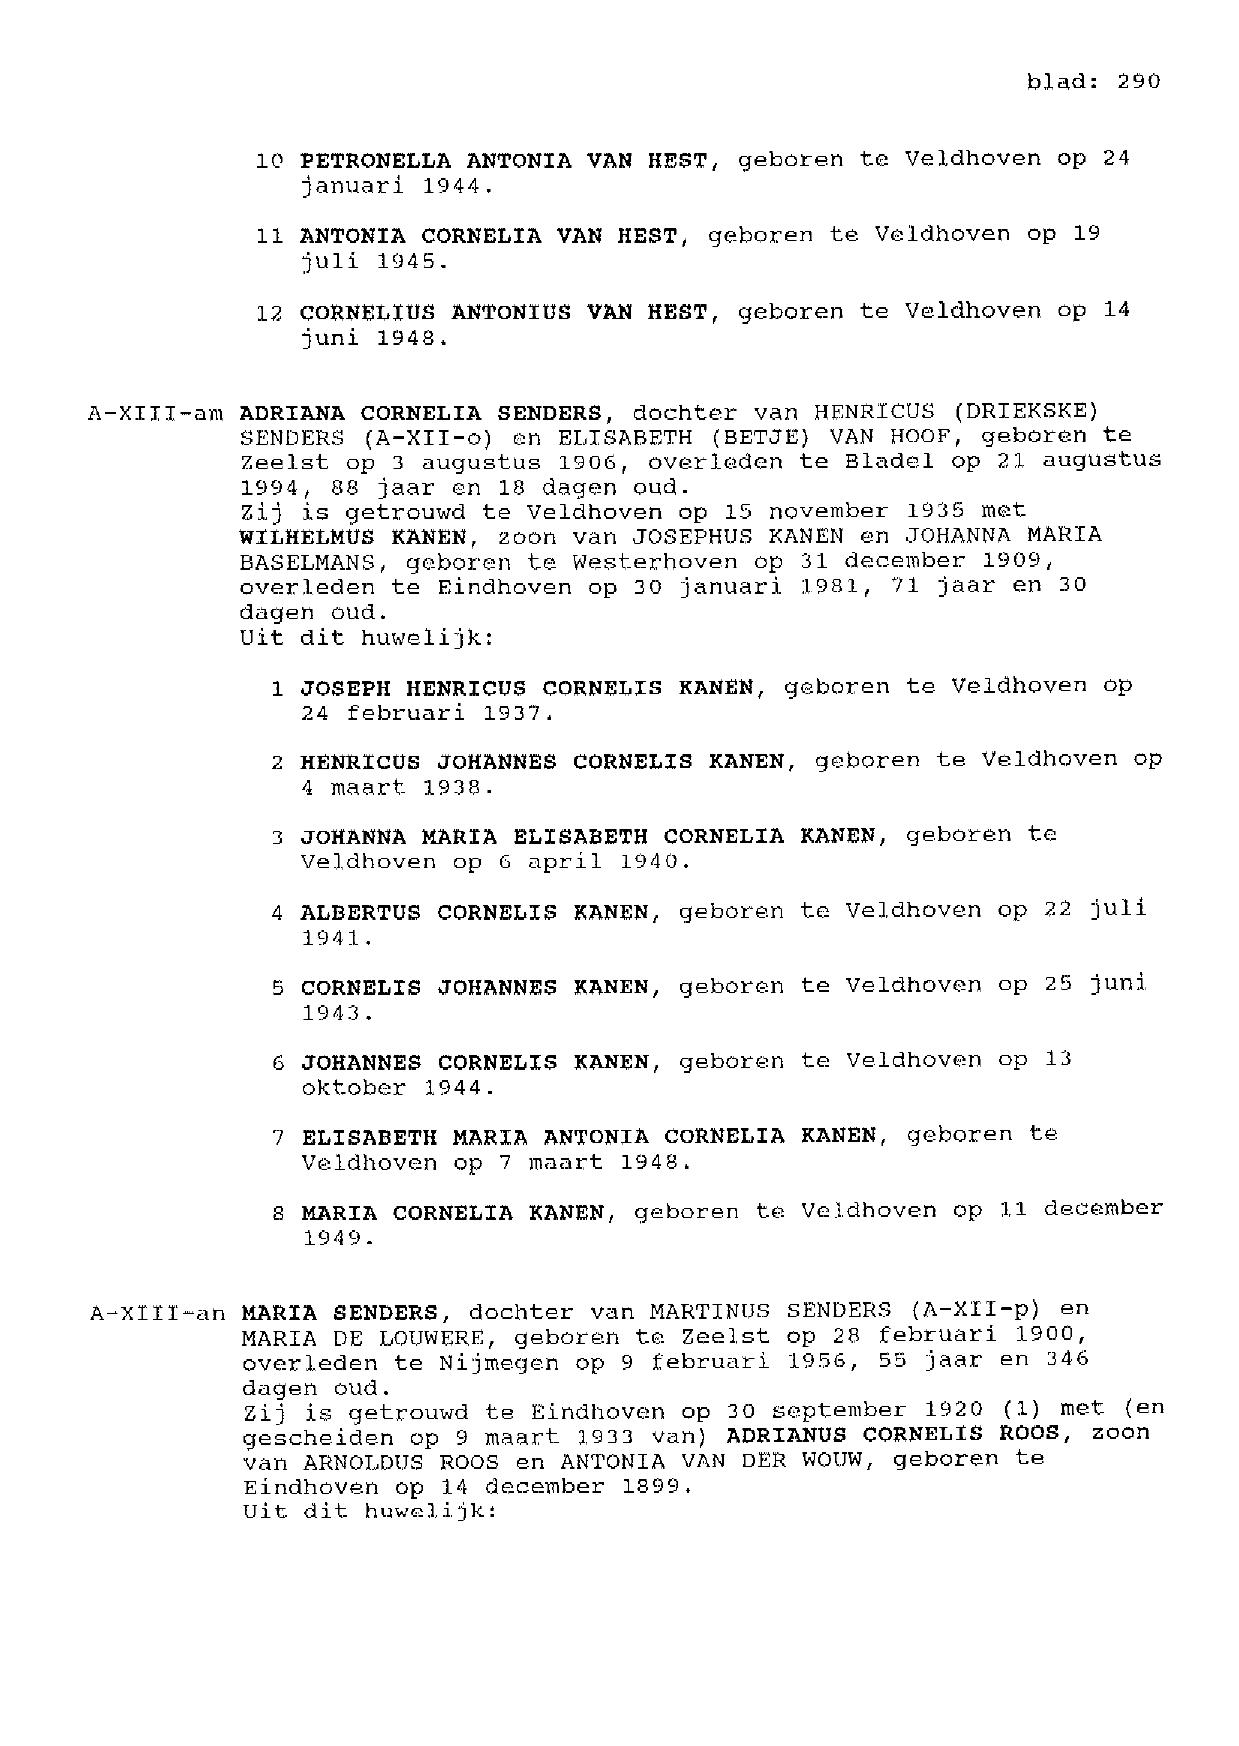 blad: 290
10 PETRONELLA ANTONIA VAN HEST, geboren te Veldhoven op 24
januari 1944.
11 ANTONIA CORNELIA VAN HEST, geboren te Veldhoven op 19
juli 1945.
12 CORNELIUS ANTONIUS VAN HEST, geboren te Veldhoven op 14
juni 1948.
A-XIII-am ADRIANA CORNELIA SENDERS, dochter van HENRICUS (DRIEKSKE)
SENDERS (A-XII-o) en ELISABETH (BETJE) VAN HOOF, geboren te
Zeelst op 3 augustus 1906, overleden te Bladel op 21 augustus
1994, 88 jaar en 18 dagen oud.
Zij is getrouwd te Veldhoven op 15 november 1935 met
WILHELMUS KANEN, zoon van JOSEPHUS KANEN en JOHANNA MARIA
BASELMANS, geboren te Westerhoven op 31 december 1909,
overleden te Eindhoven op 30 januari 1981, 71 jaar en 30
dagen oud.
Uit dit huwelijk:
1 JOSEPH HENRICUS CORNELIS KANEN, geboren te Veldhoven op
24 februari 1937.
2 HENRICUS JOHANNES CORNELIS KANEN, geboren te Veldhoven op
4 maart 1938.
3 JOHANNA MARIA ELISABETH CORNELIA KANEN, geboren te
Veldhoven op 6 april 1940.
4 ALBERTUS CORNELIS KANEN, geboren te Veldhoven op 22 juli
1941.
5 CORNELIS JOHANNES KANEN, geboren te Veldhoven op 25 juni
1943.
6 JOHANNES CORNELIS KANEN, geboren te Veldhoven op 13
oktober 1944.
7 ELISABETH MARIA ANTONIA CORNELIA KANEN, geboren te
Veldhoven op 7 maart 1948.
8 MARIA CORNELIA KANEN, geboren te Veldhoven op 11 december
1949.
A-XIII-an MARIA SENDERS, dochter van MARTINUS SENDERS (A-XII-p) en
MARIA DE LOUWERE, geboren te Zeelst op 28 februari 1900,
overleden te Nijmegen op 9 februari 1956, 55 jaar en 346
dagen oud.
Zij is getrouwd te Eindhoven op 30 september 1920 (1) met (en
gescheiden op 9 maart 1933 van) ADRIANUS CORNELIS ROOS, zoon
van ARNOLDUS ROOS en ANTONIA VAN DER WOUW, geboren te
Eindhoven op 14 december 1899.
Uit dit huwelijk: